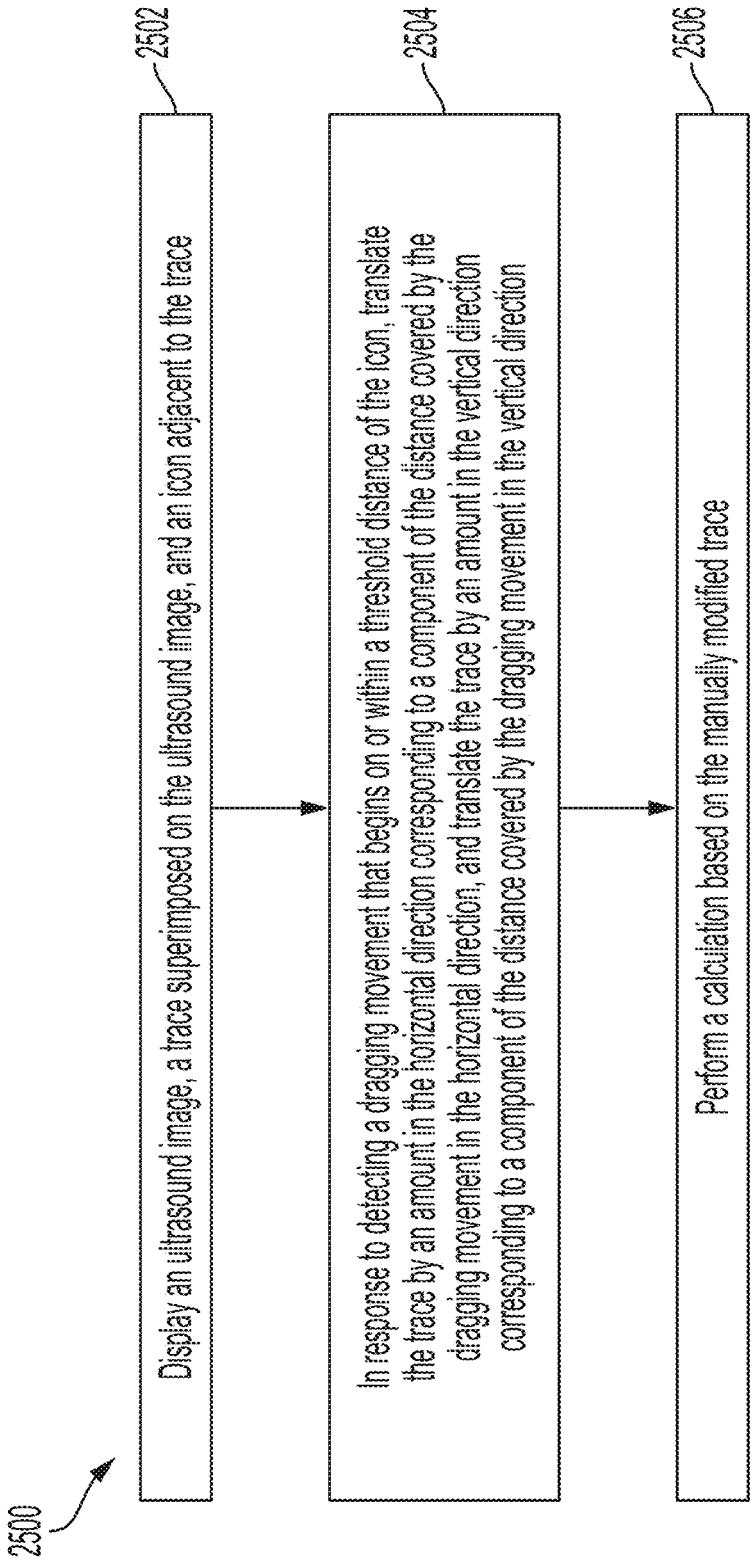 2500
2502
Display an ultrasound image, a trace superimposed on the ultrasound image, and an icon adjacent to the trace
2504
In response to detecting a dragging movement that begins on or within a threshold distance of the icon, translate
the trace by an amount in the horizontal direction corresponding to a component of the distance covered by the
dragging movement in the horizontal direction, and translate the trace by an amount in the vertical direction
corresponding to a component of the distance covered by the dragging movement in the vertical direction
2506
Perform a calculation based on the manually modified trace